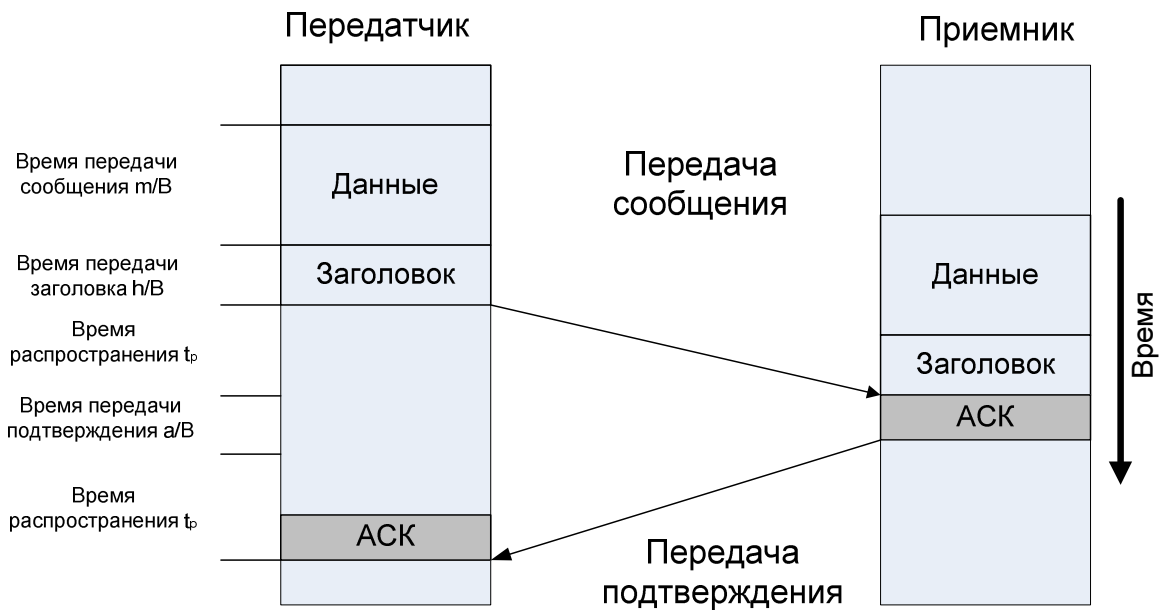 Передатчик
Приемник
Время передачи
сообщения m/B
Данные
Передача
сообщения
Время передачи
заголовка h/B
Заголовок
Данные
Время
Время
распространения tp
Заголовок
Время передачи
подтверждения a/B
АСК
Время
распространения tp
АСК
Передача
подтверждения